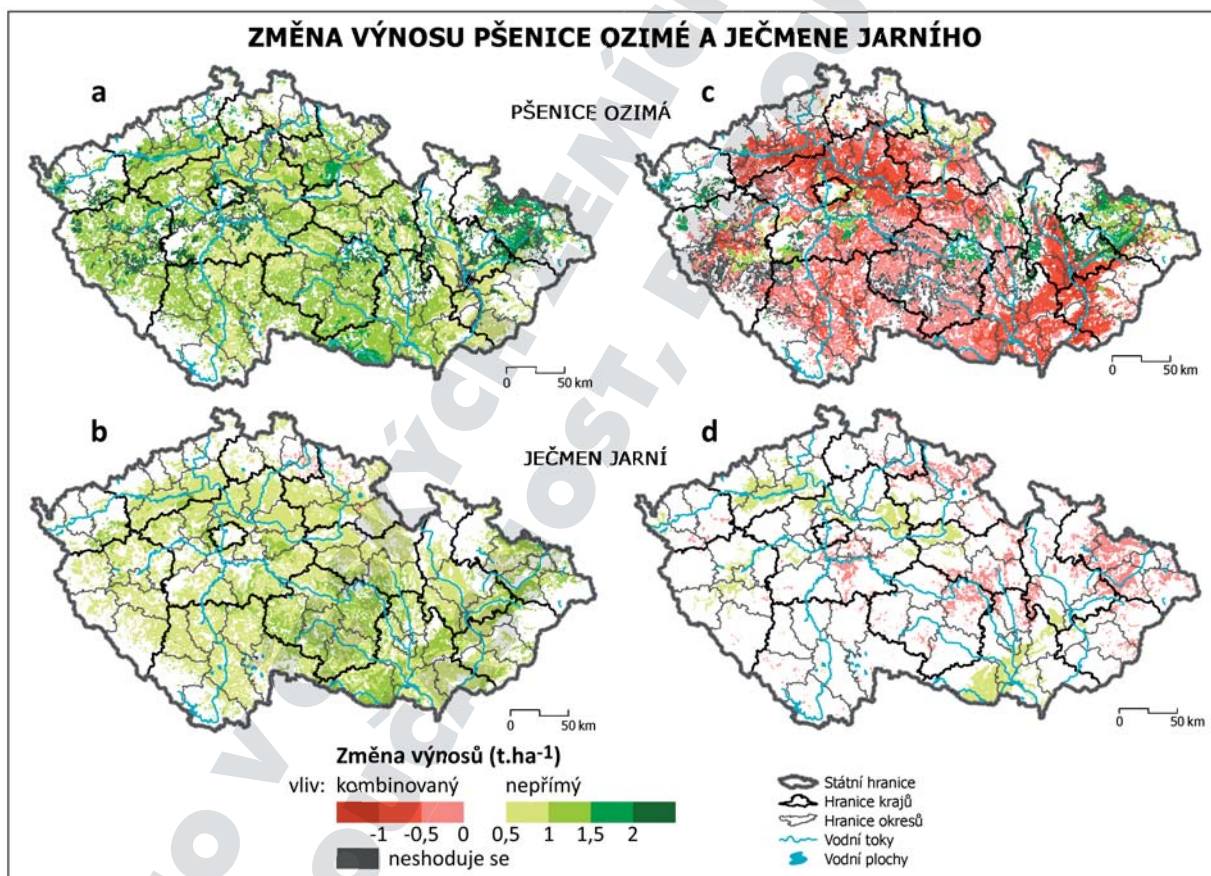 ZMĚNA VÝNOSU PŠENICE OZIMÉ A JEČMENE JARNÍHO
a
c
PŠENICE OZIMÁ
0 50 km
0 50 km
b
d
JEČMEN JARNÍ
0 50 km
0 50 km
Změna výnosů (t.ha-1)
vliv: kombinovaný nepřímý
-1 -0,5 0 0,5 1 1,5 2
neshoduje se
Státní hranice
Hranice krajů
Hranice okresů
Vodní toky
Vodní plochy